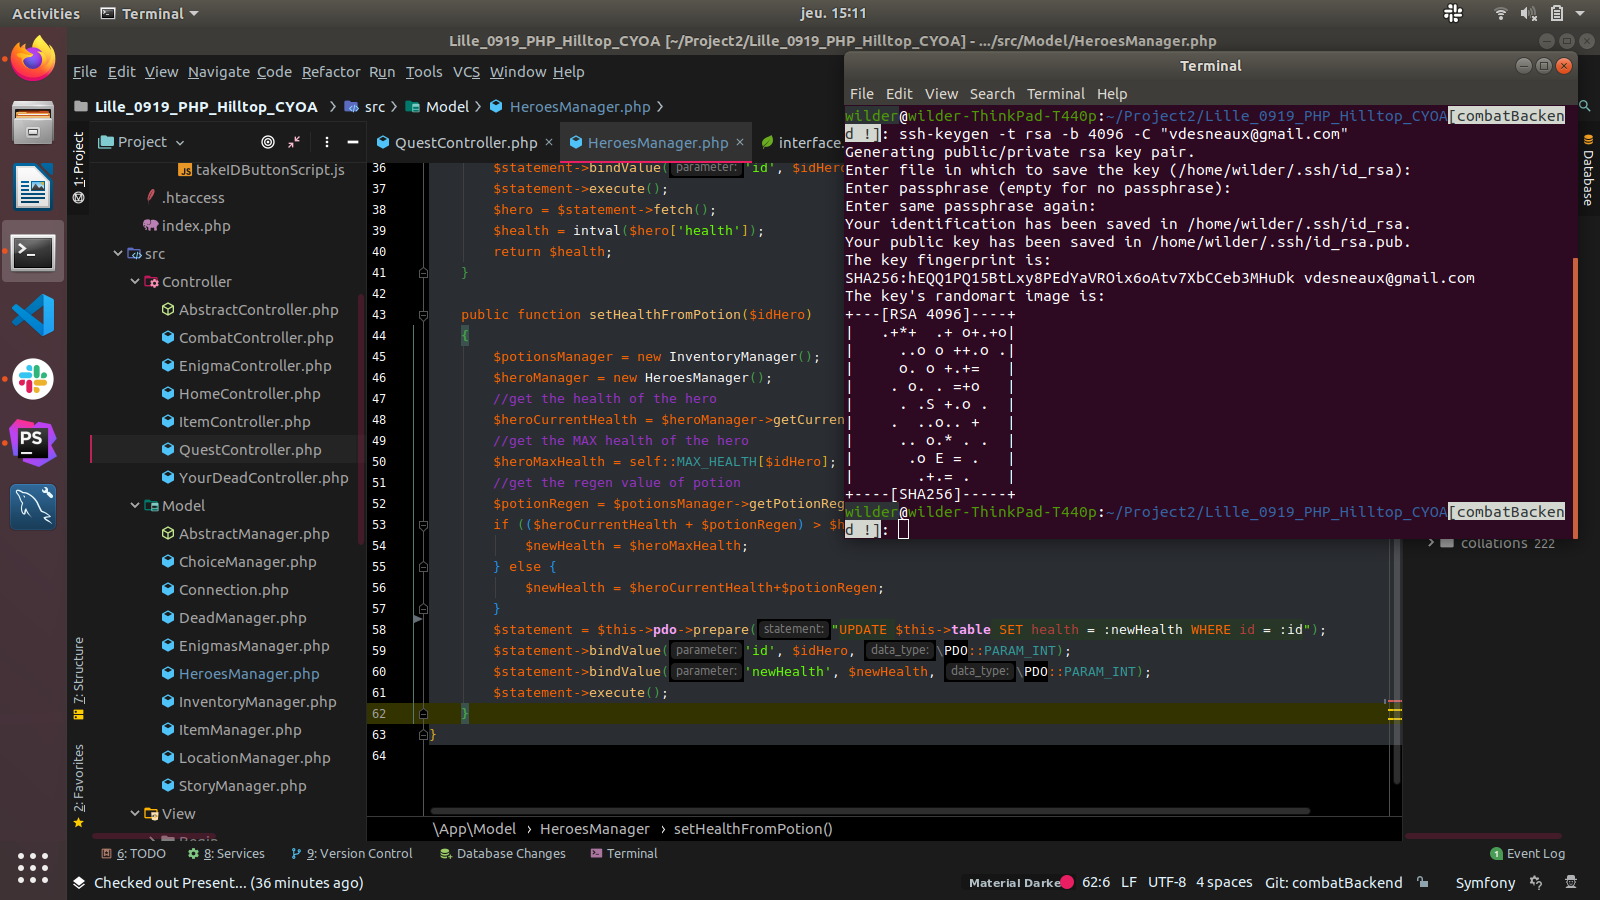 Activities
Terminal
jeu. 15:11
Lille_0919_PHP_Hilltop_CYOA [~/Project2/Lille_0919_PHP_Hilltop_CYOA] - .../src/Model/HeroesManager.php
File Edit View Navigate Code Refactor Run Tools VCS Window Help
Lille_0919_PHP_Hilltop_CYOA src Model HeroesManager.php
Project
QuestController.php
HeroesManager.php
interface.
1: Project
7: Structure
2: Favorites
takeIDButtonScript.js
.htaccess
index.php
src
Controller
AbstractController.php
CombatController.php
EnigmaController.php
HomeController.php
ItemController.php
QuestController.php
YourDeadController.php
Model
AbstractManager.php
ChoiceManager.php
Connection.php
DeadManager.php
EnigmasManager.php
HeroesManager.php
InventoryManager.php
ItemManager.php
LocationManager.php
StoryManager.php
View
36 $statement->bindValue( parameter: 'id', $idHero
37 $statement->execute();
38 $hero = $statement->fetch();
39 $health = intval($hero['health']);
40 return $health;
41 }
42
43 public function setHealthFromPotion($idHero)
44 {
45 $potionsManager = new InventoryManager();
46 $heroManager = new HeroesManager();
47 //get the health of the hero
48 $heroCurrentHealth = $heroManager->getCurren
49 //get the MAX health of the hero
50 $heroMaxHealth = self::MAX_HEALTH[$idHero];
51 //get the regen value of potion
52 $potionRegen = $potionsManager->getPotionReg
53 if (($heroCurrentHealth + $potionRegen) > $h
54 $newHealth = $heroMaxHealth;
55 } else {
56 $newHealth = $heroCurrentHealth+$potionRegen;
57 }
58 $statement = $this->pdo->prepare( statement: "UPDATE $this->table SET health = :newHealth WHERE id = :id");
59 $statement->bindValue( parameter: 'id', $idHero, data_type: \PDO::PARAM_INT);
60 $statement->bindValue( parameter: 'newHealth', $newHealth, data_type: \PDO::PARAM_INT);
61 $statement->execute();
62 }
63 }
64
Terminal
File Edit View Search Terminal Help
wilder@wilder-ThinkPad-T440p:~/Project2/Lille_0919_PHP_Hilltop_CYOA[combatBacken
d !]: ssh-keygen -t rsa -b 4096 -C "vdesneaux@gmail.com"
Generating public/private rsa key pair.
Enter file in which to save the key (/home/wilder/.ssh/id_rsa):
Enter passphrase (empty for no passphrase):
Enter same passphrase again:
Your identification has been saved in /home/wilder/.ssh/id_rsa.
Your public key has been saved in /home/wilder/.ssh/id_rsa.pub.
The key fingerprint is:
SHA256:hEQQ1PQ15BtLxy8PEdYaVROix6oAtv7XbCCeb3MHuDk vdesneaux@gmail.com
The key's randomart image is:
+---[RSA 4096]----+
|   .+*+  .+ o+.+o|
|     ..o o ++.o .|
|     o. o +.+=   |
|    . o. . =+o   |
|     . .S +.o .  |
|    .  ..o.. +   |
|     .. o.* . .  |
|      .o E = .   |
|       .+.= .    |
+----[SHA256]-----+
wilder@wilder-ThinkPad-T440p:~/Project2/Lille_0919_PHP_Hilltop_CYOA[combatBacken
d !]:
Database
collations 222
\App\Model › HeroesManager › setHealthFromPotion()
6: TODO 8: Services 9: Version Control Database Changes Terminal
1 Event Log
Checked out Present... (36 minutes ago)
Material Darke 62:6 LF UTF-8 4 spaces Git: combatBackend Symfony
PS